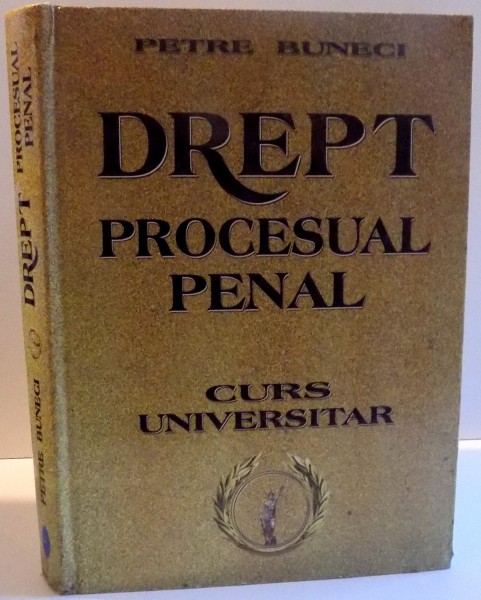 PETRE BUNECI
DREPT
PROCESUAL
PENAL
CURS
UNIVERSITAR
PETRE BUNECI
DREPT
PROCESUAL
PENAL